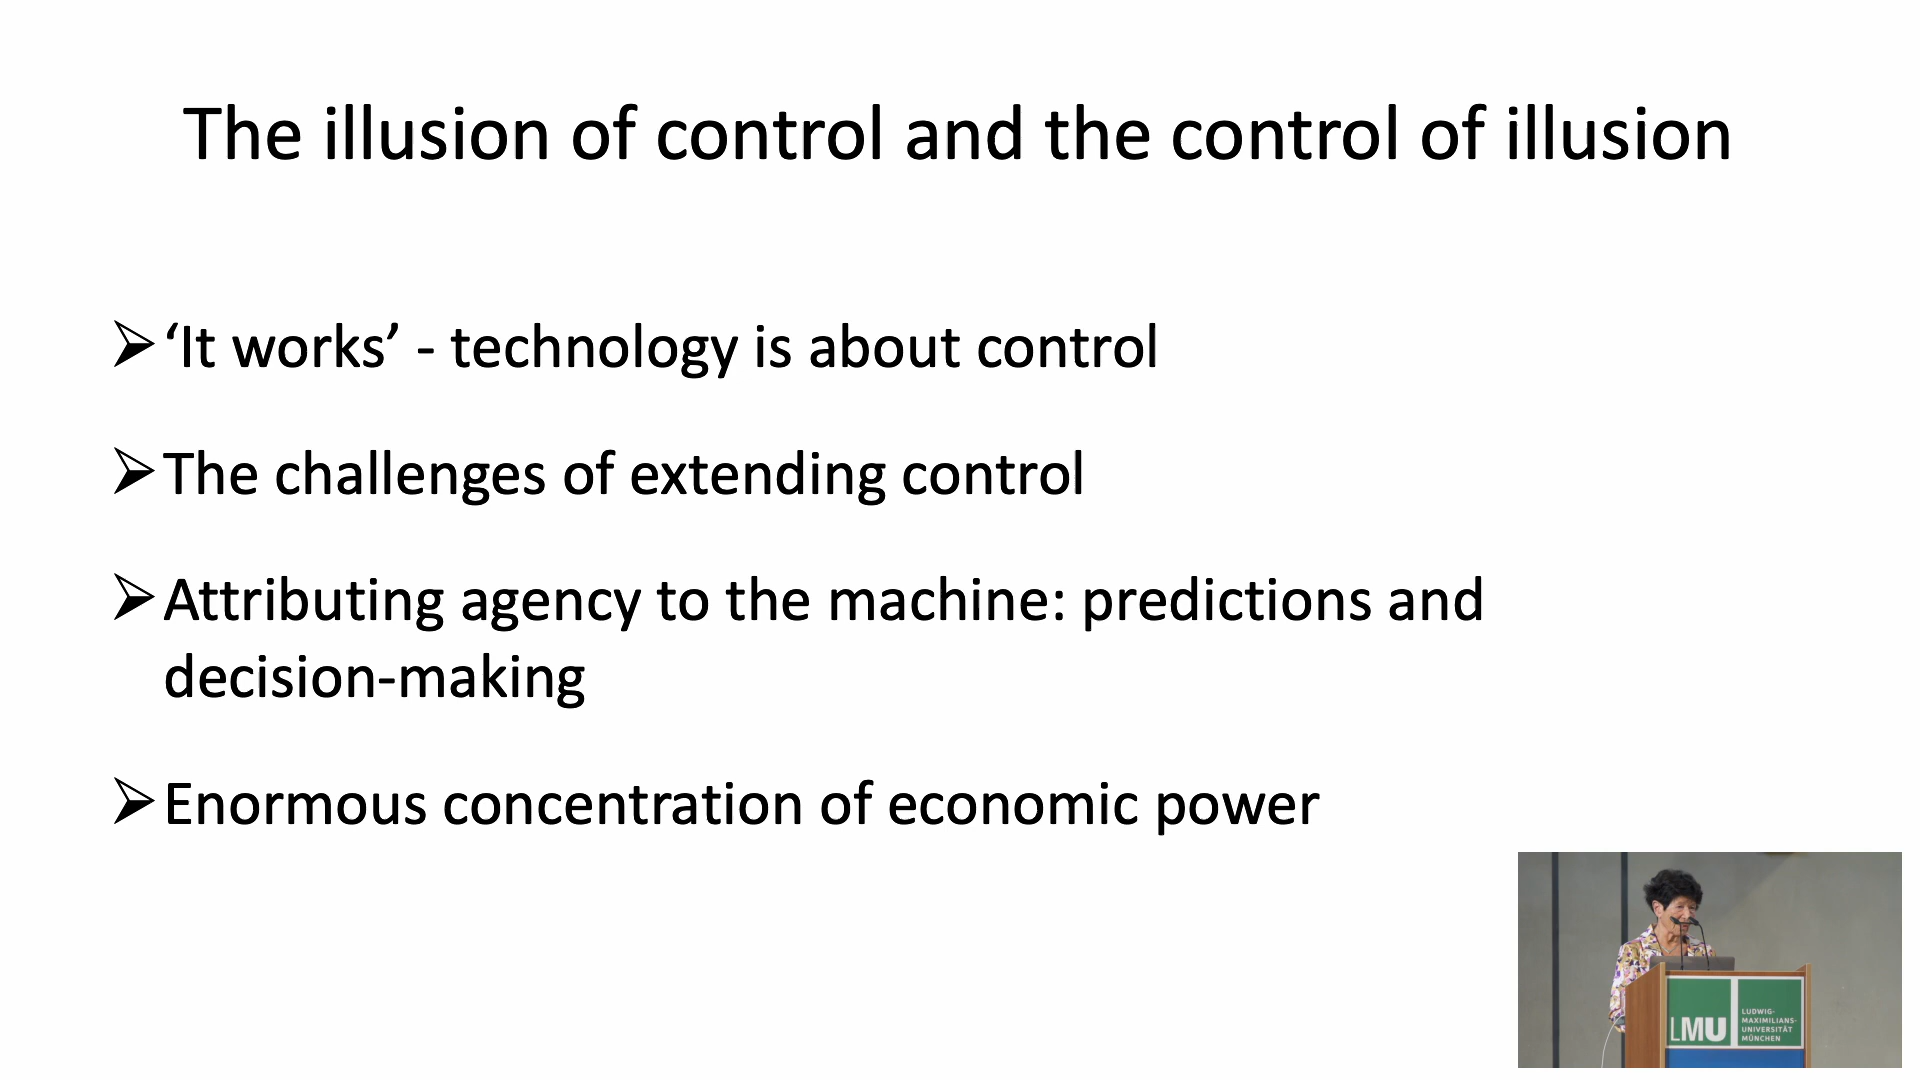 The illusion of control and the control of illusion
‘It works’ - technology is about control
The challenges of extending control
Attributing agency to the machine: predictions and
decision-making
Enormous concentration of economic power
LMU
LUDWIG-
MAXIMILIANS-
UNIVERSITÄT
MÜNCHEN